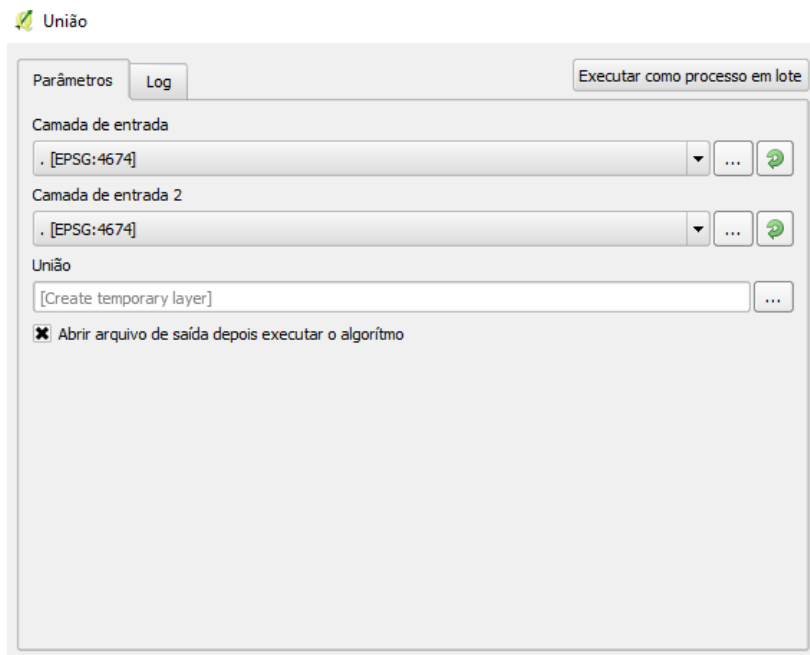 União
Parâmetros
Log
Executar como processo em lote
Camada de entrada
. [EPSG:4674]
...
Camada de entrada 2
. [EPSG:4674]
...
União
[Create temporary layer]
...
Abrir arquivo de saída depois executar o algorítmo